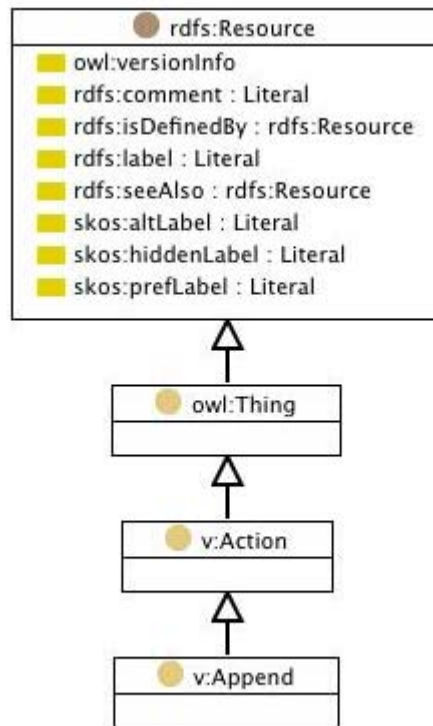 rdfs:Resource
owl:versionInfo
rdfs:comment : Literal
rdfs:isDefinedBy : rdfs:Resource
rdfs:label : Literal
rdfs:seeAlso : rdfs:Resource
skos:altLabel : Literal
skos:hiddenLabel : Literal
skos:prefLabel : Literal
owl:Thing
v:Action
v:Append